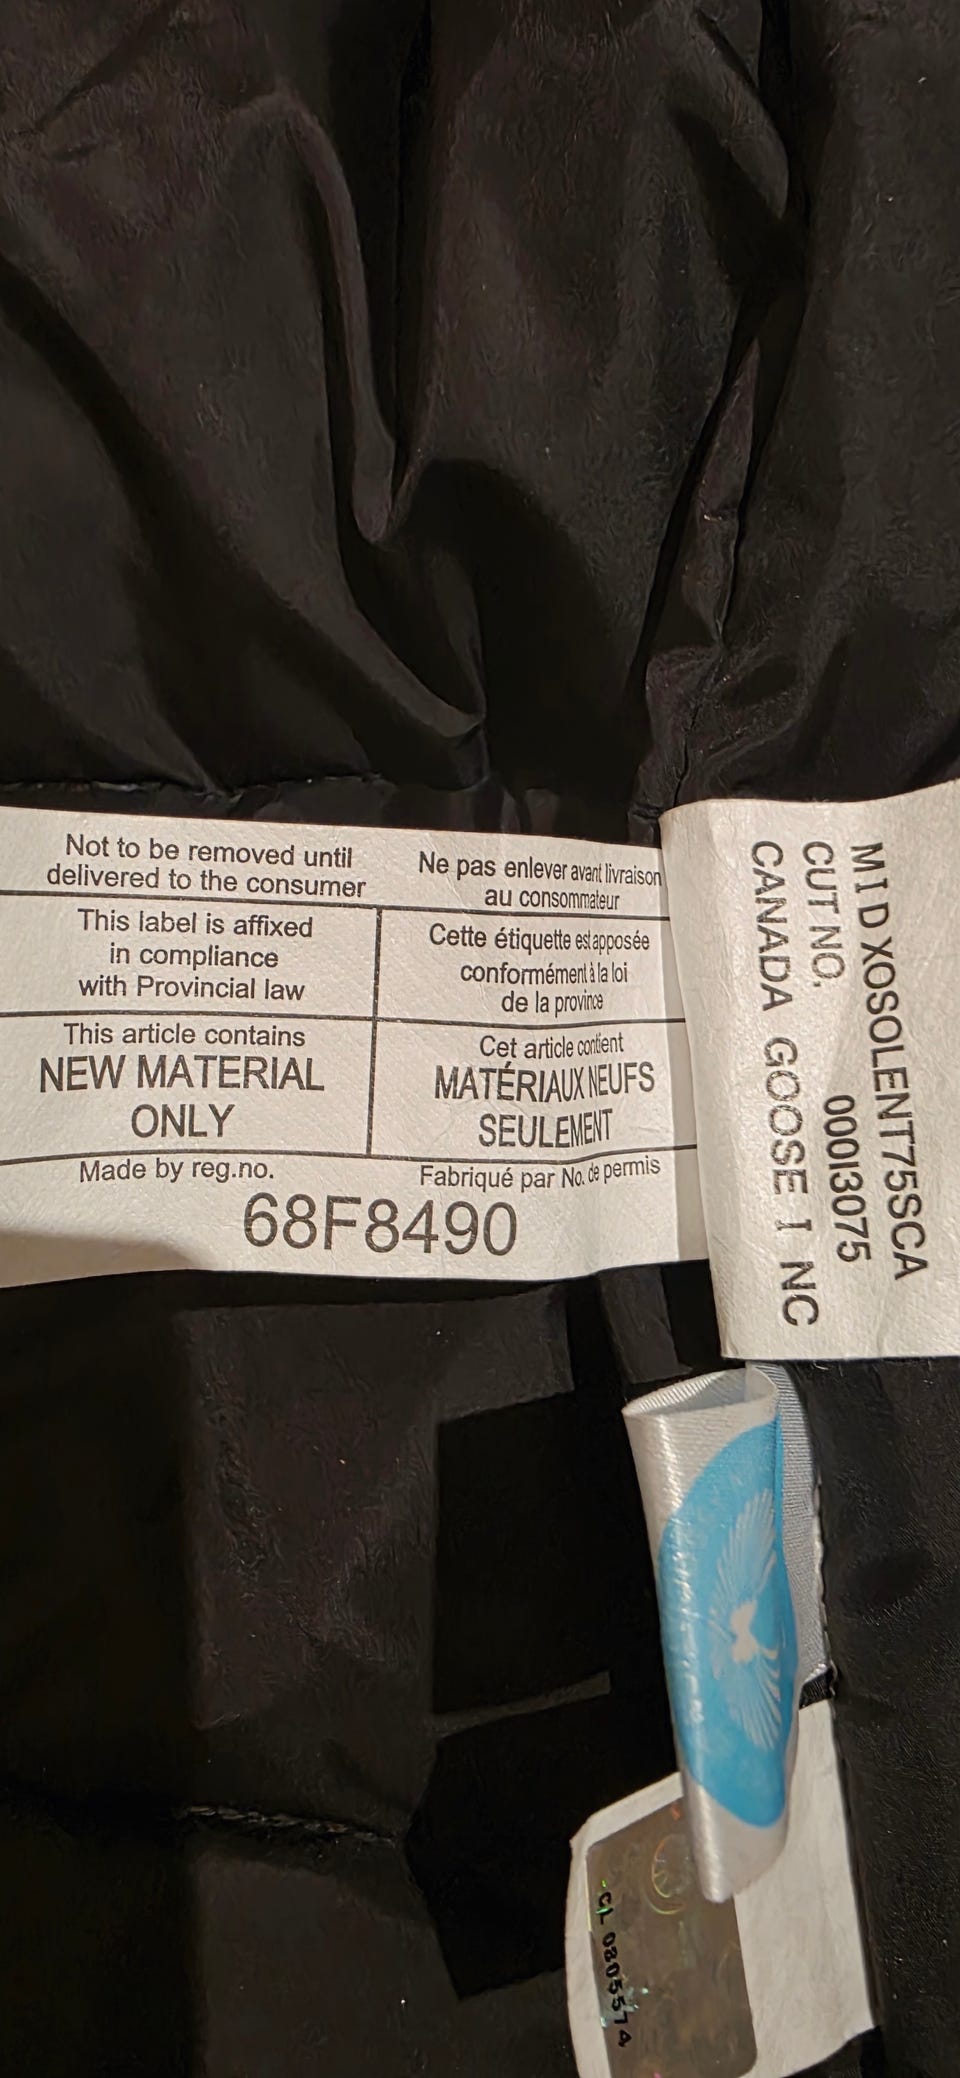 Not to be removed until
delivered to the consumer
Ne pas enlever avant livraison
au consommateur
This label is affixed
in compliance
with Provincial law
Cette étiquette est apposée
conformément à la loi
de la province
This article contains
NEW MATERIAL
ONLY
Cet article contient
MATÉRIAUX NEUFS
SEULEMENT
Made by reg.no.
Fabriqué par No. de permis
68F8490
MID XOSOLENT75SCA
CUT NO. 00013075
CANADA GOOSE INC
CL 0805574